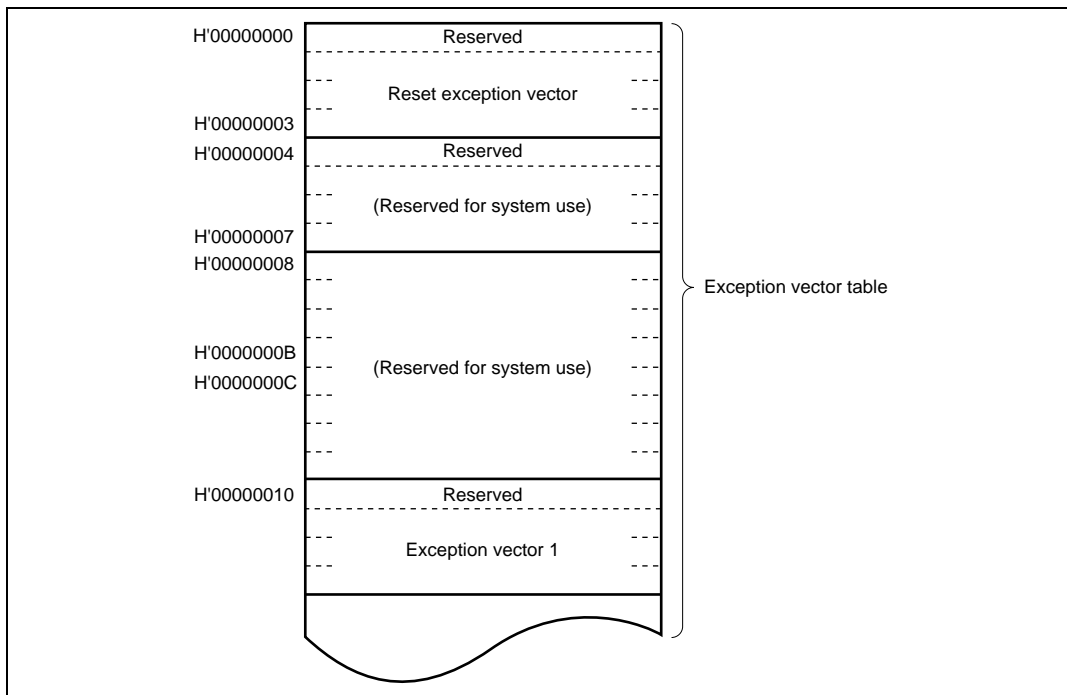 H'00000000 Reserved
Reset exception vector
H'00000003
H'00000004 Reserved
(Reserved for system use)
H'00000007
H'00000008
Exception vector table
H'0000000B
(Reserved for system use)
H'0000000C
H'00000010 Reserved
Exception vector 1